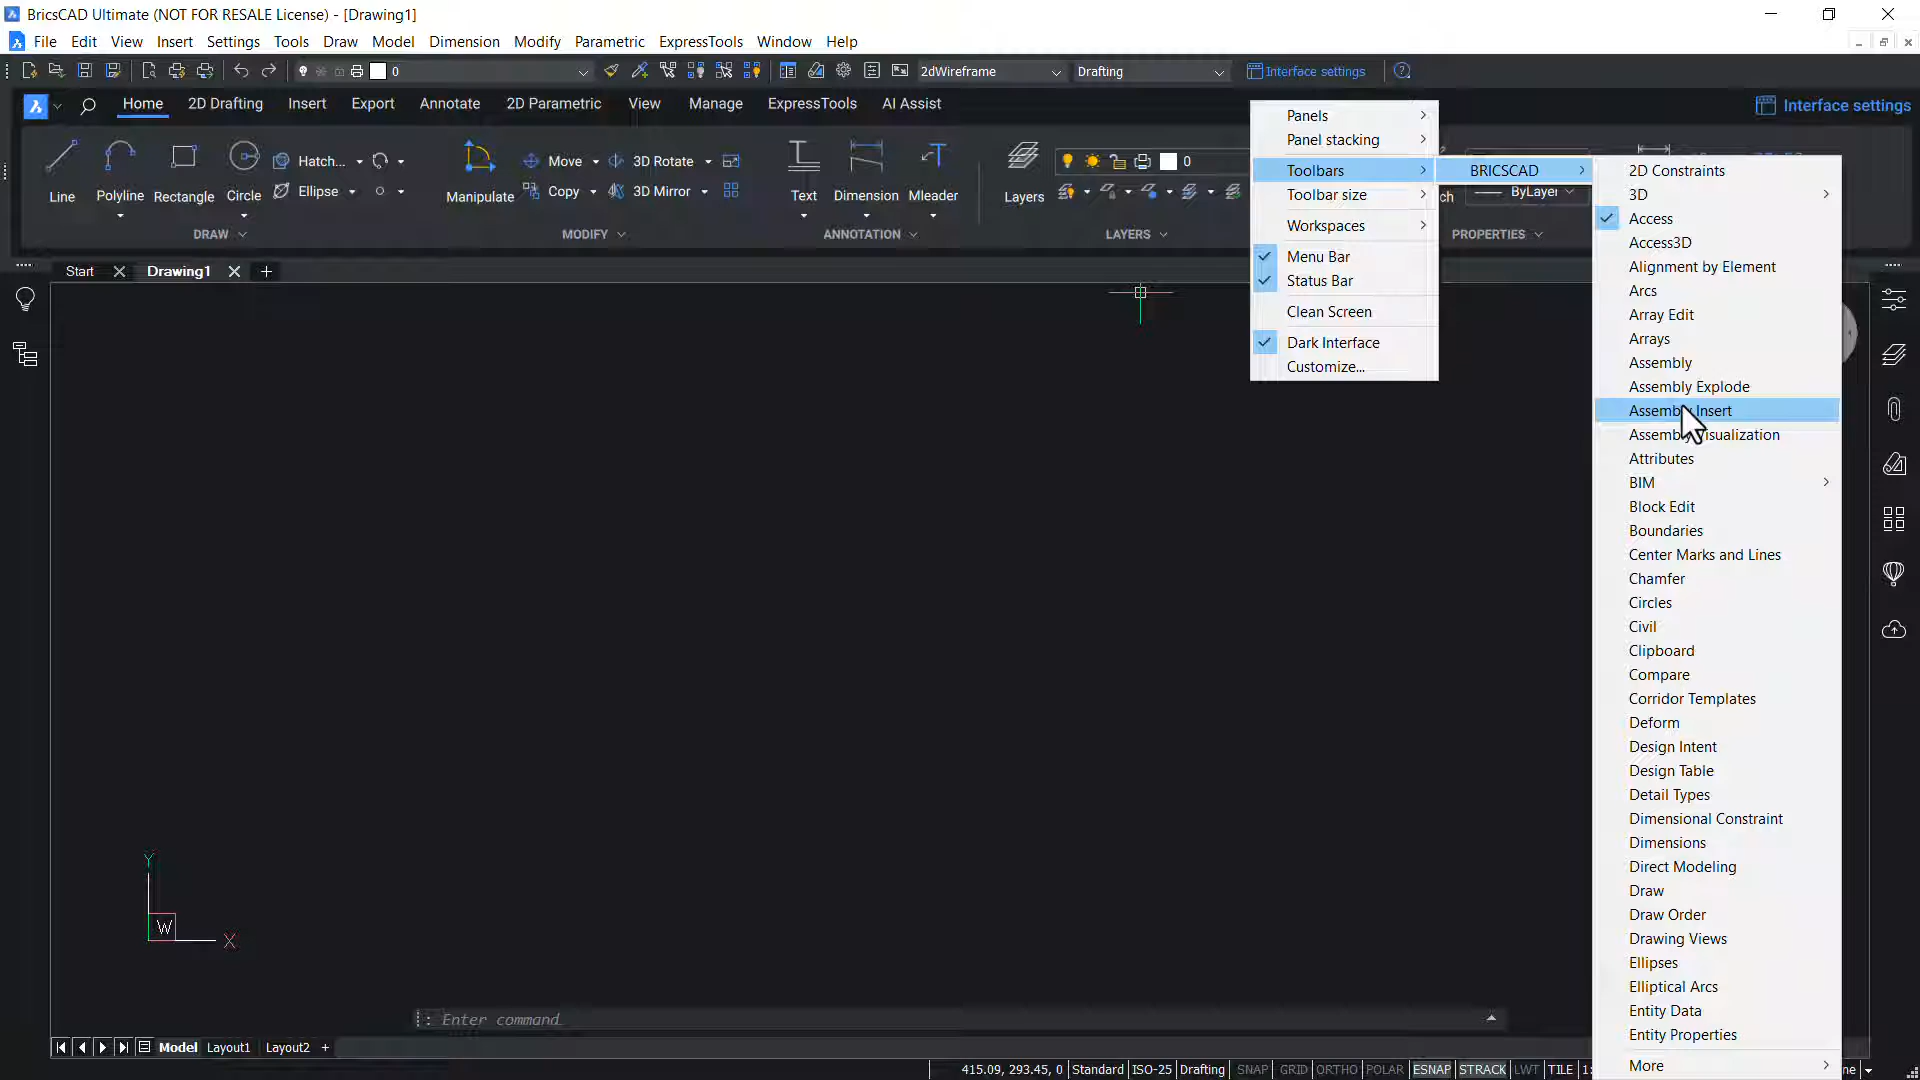 BricsCAD Ultimate (NOT FOR RESALE License) - [Drawing1]
File Edit View Insert Settings Tools Draw Model Dimension Modify Parametric ExpressTools Window Help
0 2dWireframe Drafting Interface settings
Home 2D Drafting Insert Export Annotate 2D Parametric View Manage ExpressTools AI Assist Interface settings
Hatch... Move 3D Rotate 0
Ellipse Copy 3D Mirror ByLayer
Line Polyline Rectangle Circle Manipulate Text Dimension Mleader Layers
DRAW MODIFY ANNOTATION LAYERS PROPERTIES
Start Drawing1
Panels
Panel stacking
Toolbars
Toolbar size
Workspaces
Menu Bar
Status Bar
Clean Screen
Dark Interface
Customize...
BRICSCAD
2D Constraints
3D
Access
Access3D
Alignment by Element
Arcs
Array Edit
Arrays
Assembly
Assembly Explode
Assembly Insert
Assembly Visualization
Attributes
BIM
Block Edit
Boundaries
Center Marks and Lines
Chamfer
Circles
Civil
Clipboard
Compare
Corridor Templates
Deform
Design Intent
Design Table
Detail Types
Dimensional Constraint
Dimensions
Direct Modeling
Draw
Draw Order
Drawing Views
Ellipses
Elliptical Arcs
Entity Data
Entity Properties
More
Y
W X
: Enter command
Model Layout1 Layout2 +
415.09, 293.45, 0 Standard ISO-25 Drafting SNAP GRID ORTHO POLAR ESNAP STRACK LWT TILE